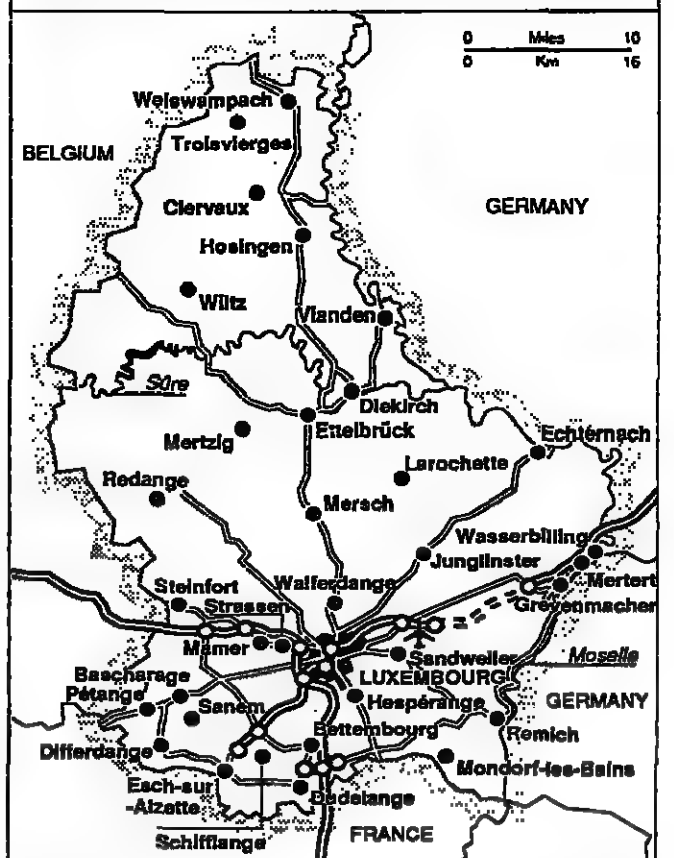 0 Miles 10
0 Km 16
Weiswampach
Troisvierges
BELGIUM
Clervaux
GERMANY
Hosingen
Wiltz
Vianden
Sûre
Diekirch
Ettelbrück
Mertzig
Echternach
Larochette
Redange
Mersch
Wasserbillig
Junglinster
Mertert
Walferdange
Steinfort
Grevenmacher
Strassen
Mamer
Sandweiler
Moselle
LUXEMBOURG
Bascharage
Pétange
Hespérange
GERMANY
Sanem
Bettembourg
Remich
Differdange
Mondorf-les-Bains
Esch-sur
-Alzette
Dudelange
Schifflange
FRANCE